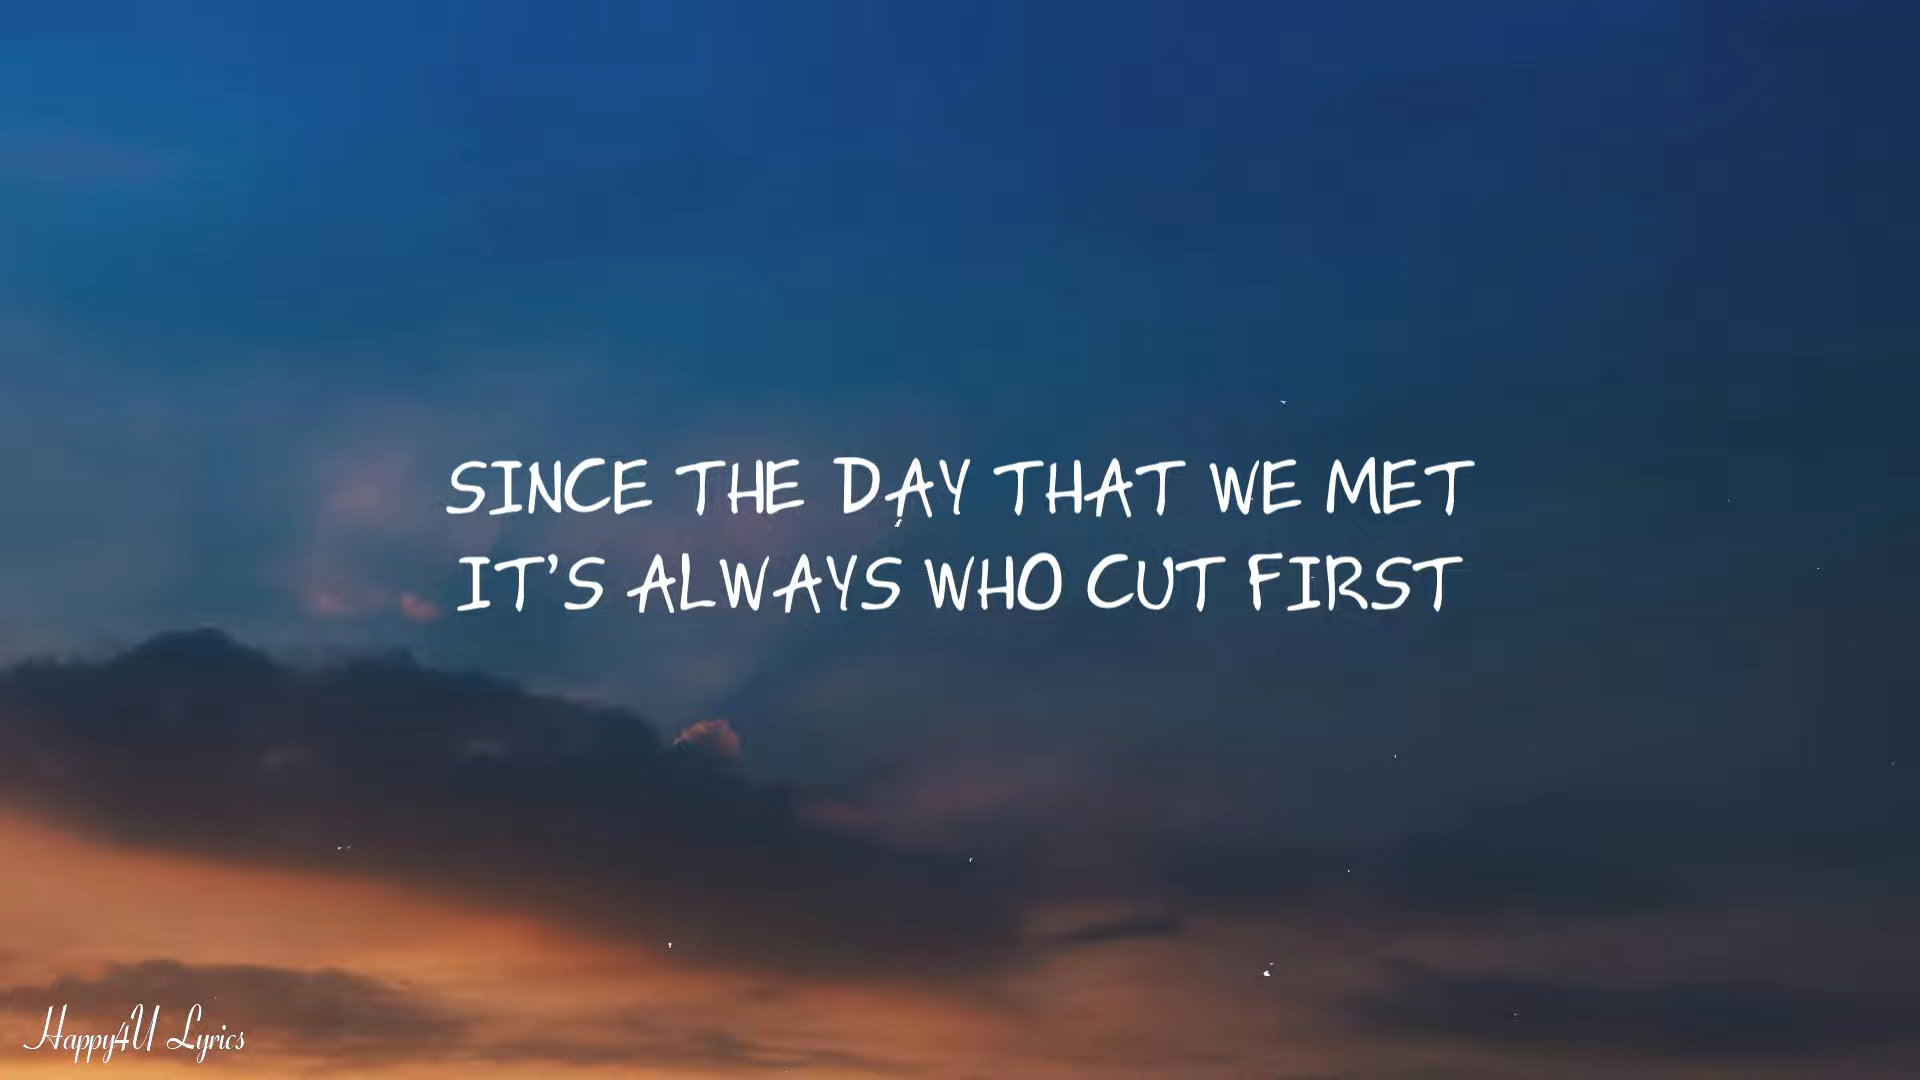 SINCE THE DAY THAT WE MET
IT'S ALWAYS WHO CUT FIRST
Happy4U Lyrics